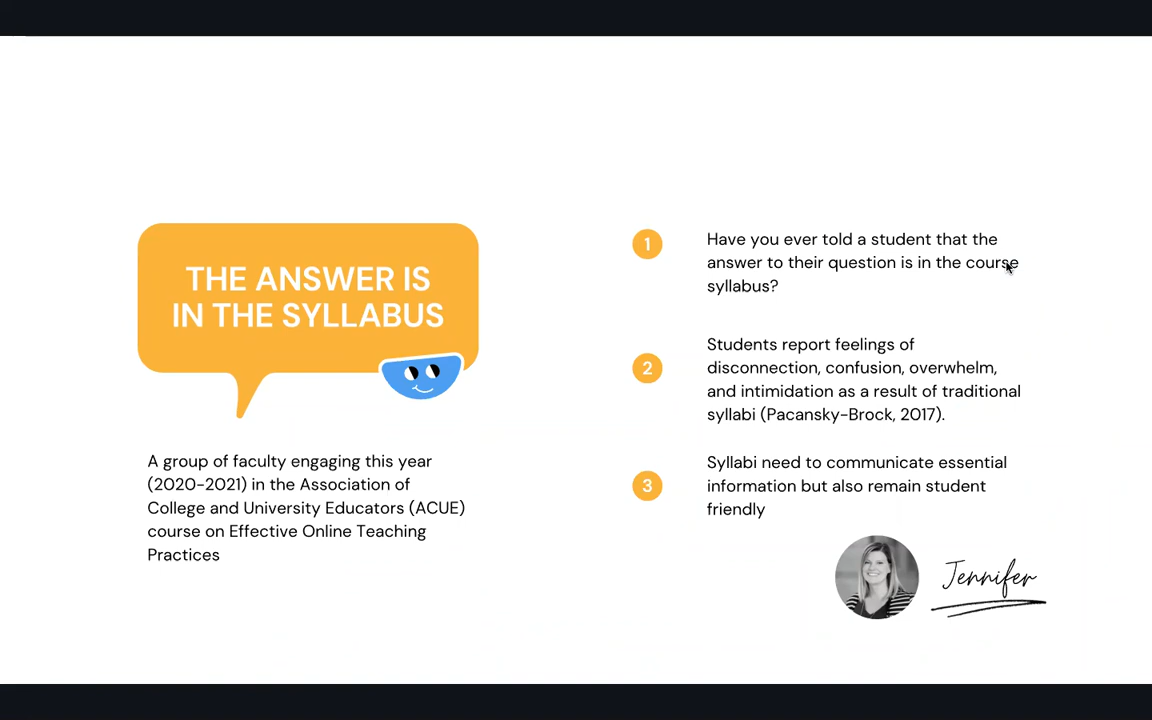 THE ANSWER IS
IN THE SYLLABUS
A group of faculty engaging this year
(2020-2021) in the Association of
College and University Educators (ACUE)
course on Effective Online Teaching
Practices
1
Have you ever told a student that the
answer to their question is in the course
syllabus?
2
Students report feelings of
disconnection, confusion, overwhelm,
and intimidation as a result of traditional
syllabi (Pacansky-Brock, 2017).
3
Syllabi need to communicate essential
information but also remain student
friendly
Jennifer